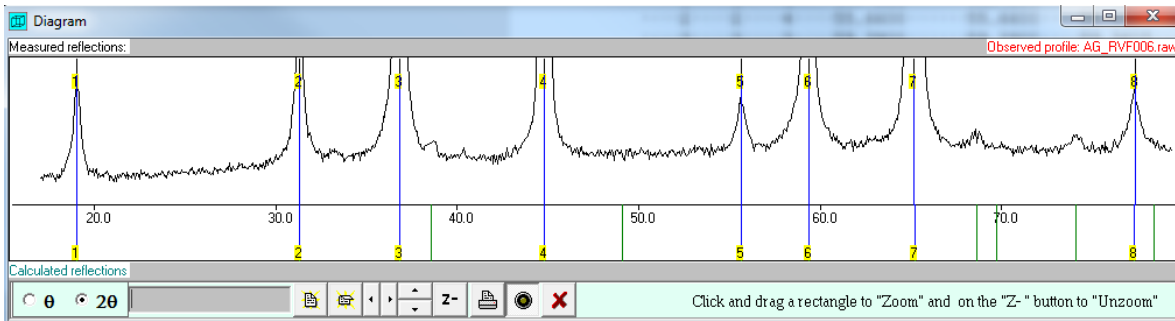 Diagram
Measured reflections: Observed profile: AG_RVF006.raw
1 2 3 4 5 6 7 8
20.0 30.0 40.0 50.0 60.0 70.0
1 2 3 4 5 6 7 8
Calculated reflections
θ 2θ Z- Click and drag a rectangle to "Zoom" and on the "Z-" button to "Unzoom"